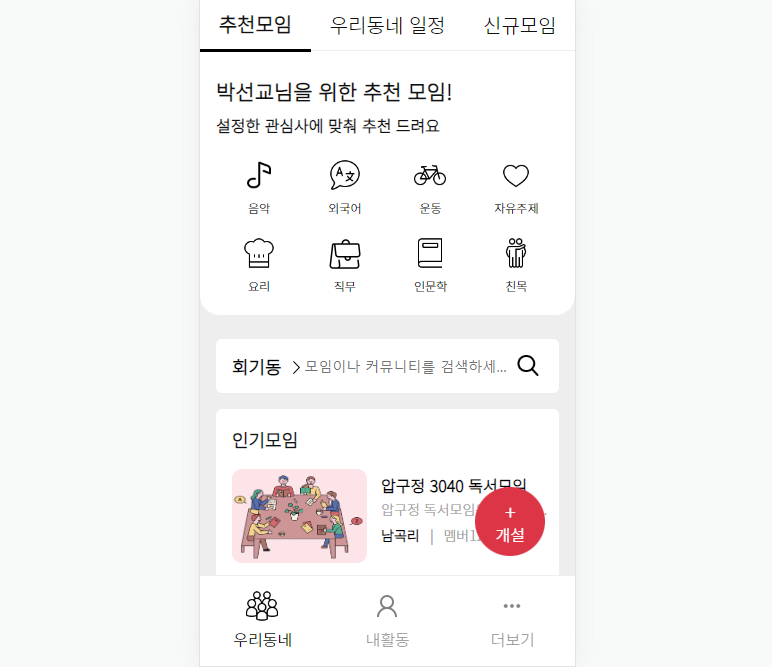 추천모임 우리동네 일정 신규모임
박선교님을 위한 추천 모임!
설정한 관심사에 맞춰 추천 드려요
음악 외국어 운동 자유주제
요리 직무 인문학 친목
회기동 > 모임이나 커뮤니티를 검색하세...
인기모임
압구정 3040 독서모임
압구정 독서모임
+
개설
남곡리 | 멤버1
우리동네 내활동 더보기